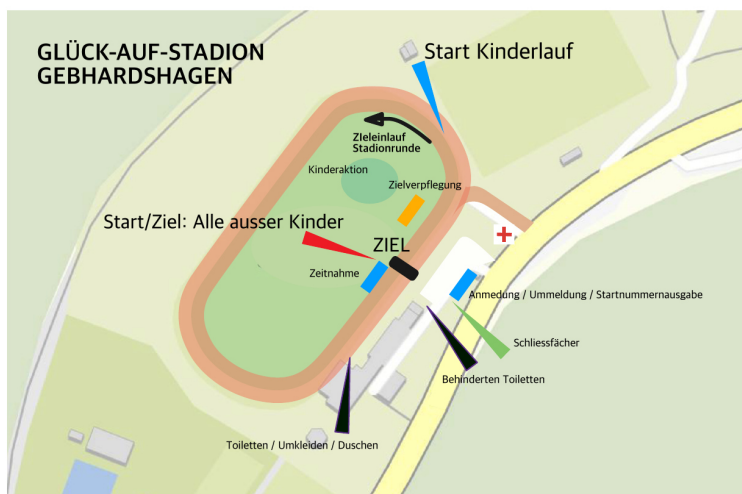 GLÜCK-AUF-STADION
GEBHARDSHAGEN
Start Kinderlauf
ZIeleinlauf
Stadionrunde
Kinderaktion
Zielverpflegung
Start/Ziel: Alle ausser Kinder
ZIEL
Zeitnahme
Anmedung / Ummeldung / Startnummernausgabe
Schliessfächer
Behinderten Toiletten
Toiletten / Umkleiden / Duschen